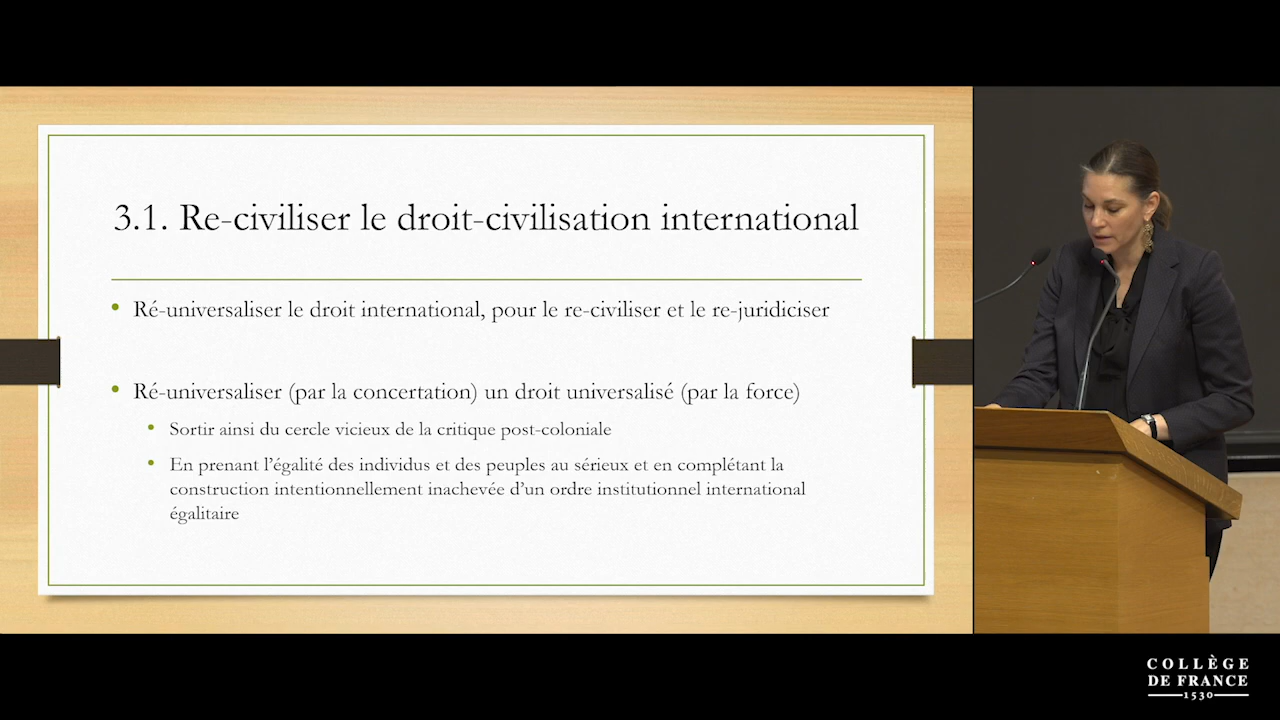 3.1. Re-civiliser le droit-civilisation international
• Ré-universaliser le droit international, pour le re-civiliser et le re-juridiciser
• Ré-universaliser (par la concertation) un droit universalisé (par la force)
• Sortir ainsi du cercle vicieux de la critique post-coloniale
• En prenant l'égalité des individus et des peuples au sérieux et en complétant la
construction intentionnellement inachevée d'un ordre institutionnel international
égalitaire
COLLÈGE
DE FRANCE
1530